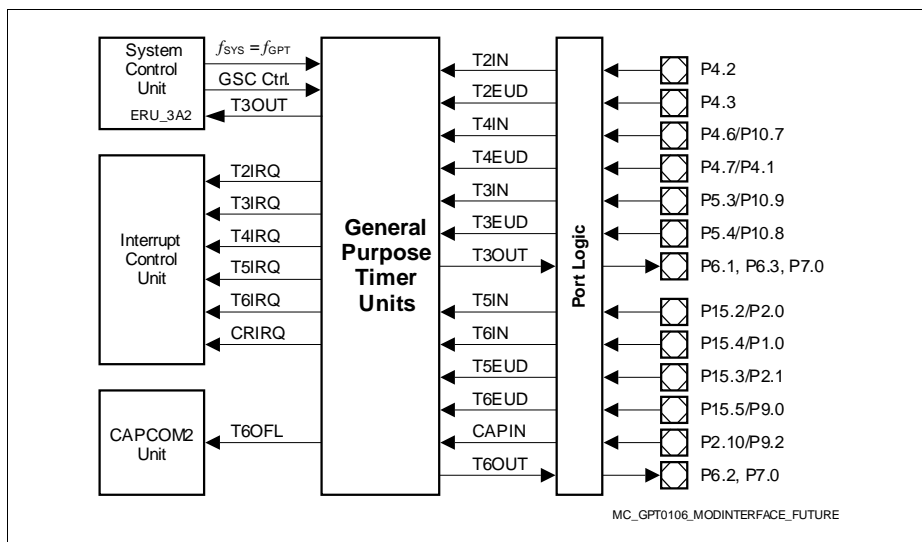 System
Control
Unit
ERU_3A2
fSYS = fGPT
GSC Ctrl.
T3OUT
Interrupt
Control
Unit
T2IRQ
T3IRQ
T4IRQ
T5IRQ
T6IRQ
CRIRQ
CAPCOM2
Unit
T6OFL
General
Purpose
Timer
Units
T2IN
T2EUD
T4IN
T4EUD
T3IN
T3EUD
T3OUT
T5IN
T6IN
T5EUD
T6EUD
CAPIN
T6OUT
Port Logic
P4.2
P4.3
P4.6/P10.7
P4.7/P4.1
P5.3/P10.9
P5.4/P10.8
P6.1, P6.3, P7.0
P15.2/P2.0
P15.4/P1.0
P15.3/P2.1
P15.5/P9.0
P2.10/P9.2
P6.2, P7.0
MC_GPT0106_MODINTERFACE_FUTURE